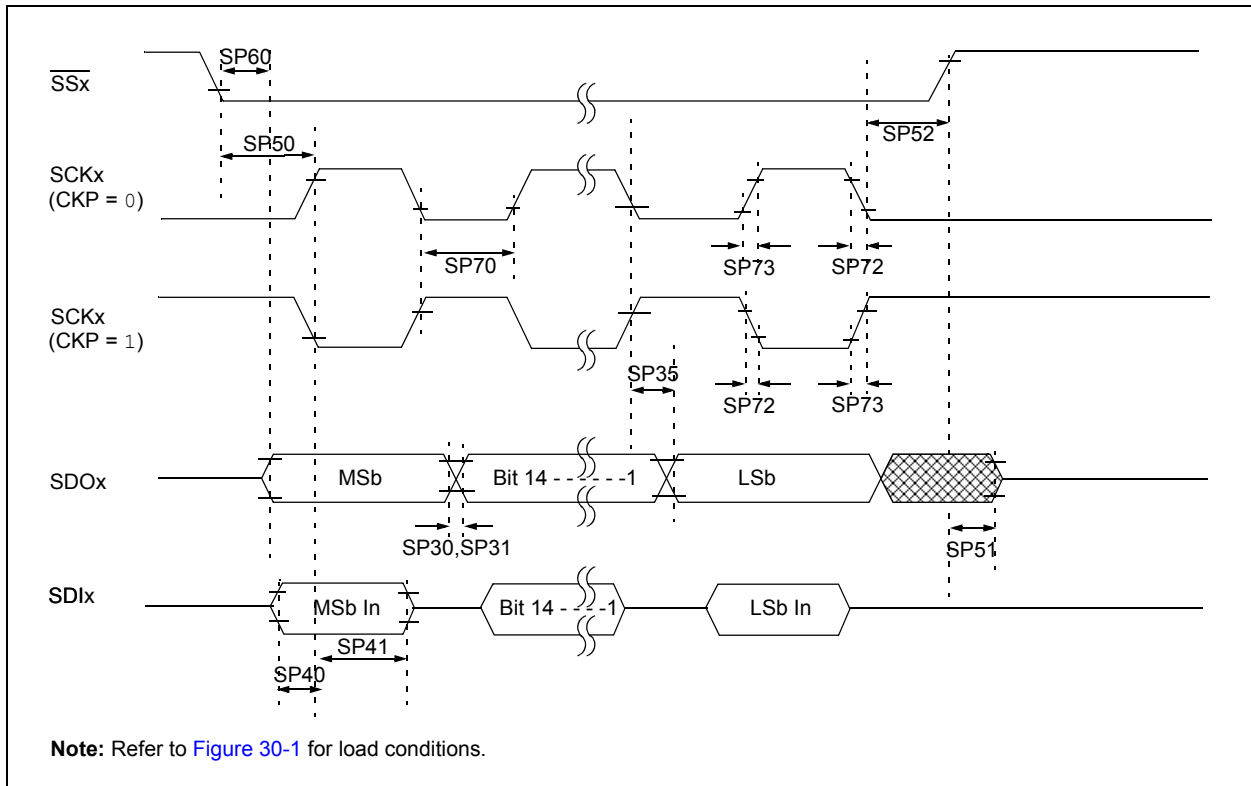 SP60
SSx
SP50
SP52
SCKx
(CKP = 0)
SP70
SP73
SP72
SCKx
(CKP = 1)
SP35
SP72
SP73
SDOx
MSb
Bit 14 - - - - - -1
LSb
SP30,SP31
SP51
SDIx
MSb In
Bit 14 - - - -1
LSb In
SP41
SP40
Note: Refer to Figure 30-1 for load conditions.